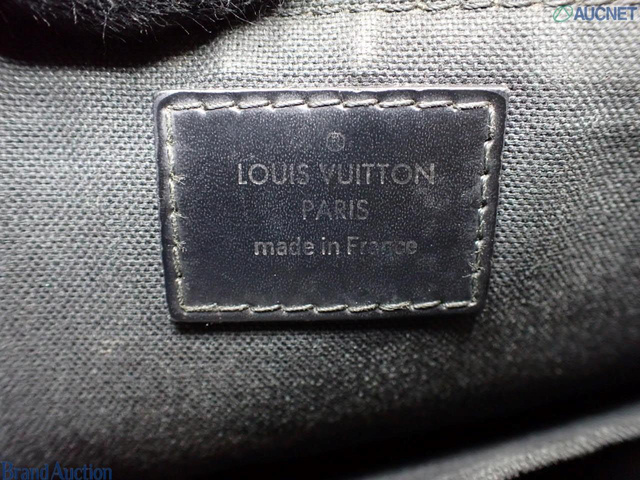 AUCNET
®
LOUIS VUITTON
PARIS
made in France
Brand Auction